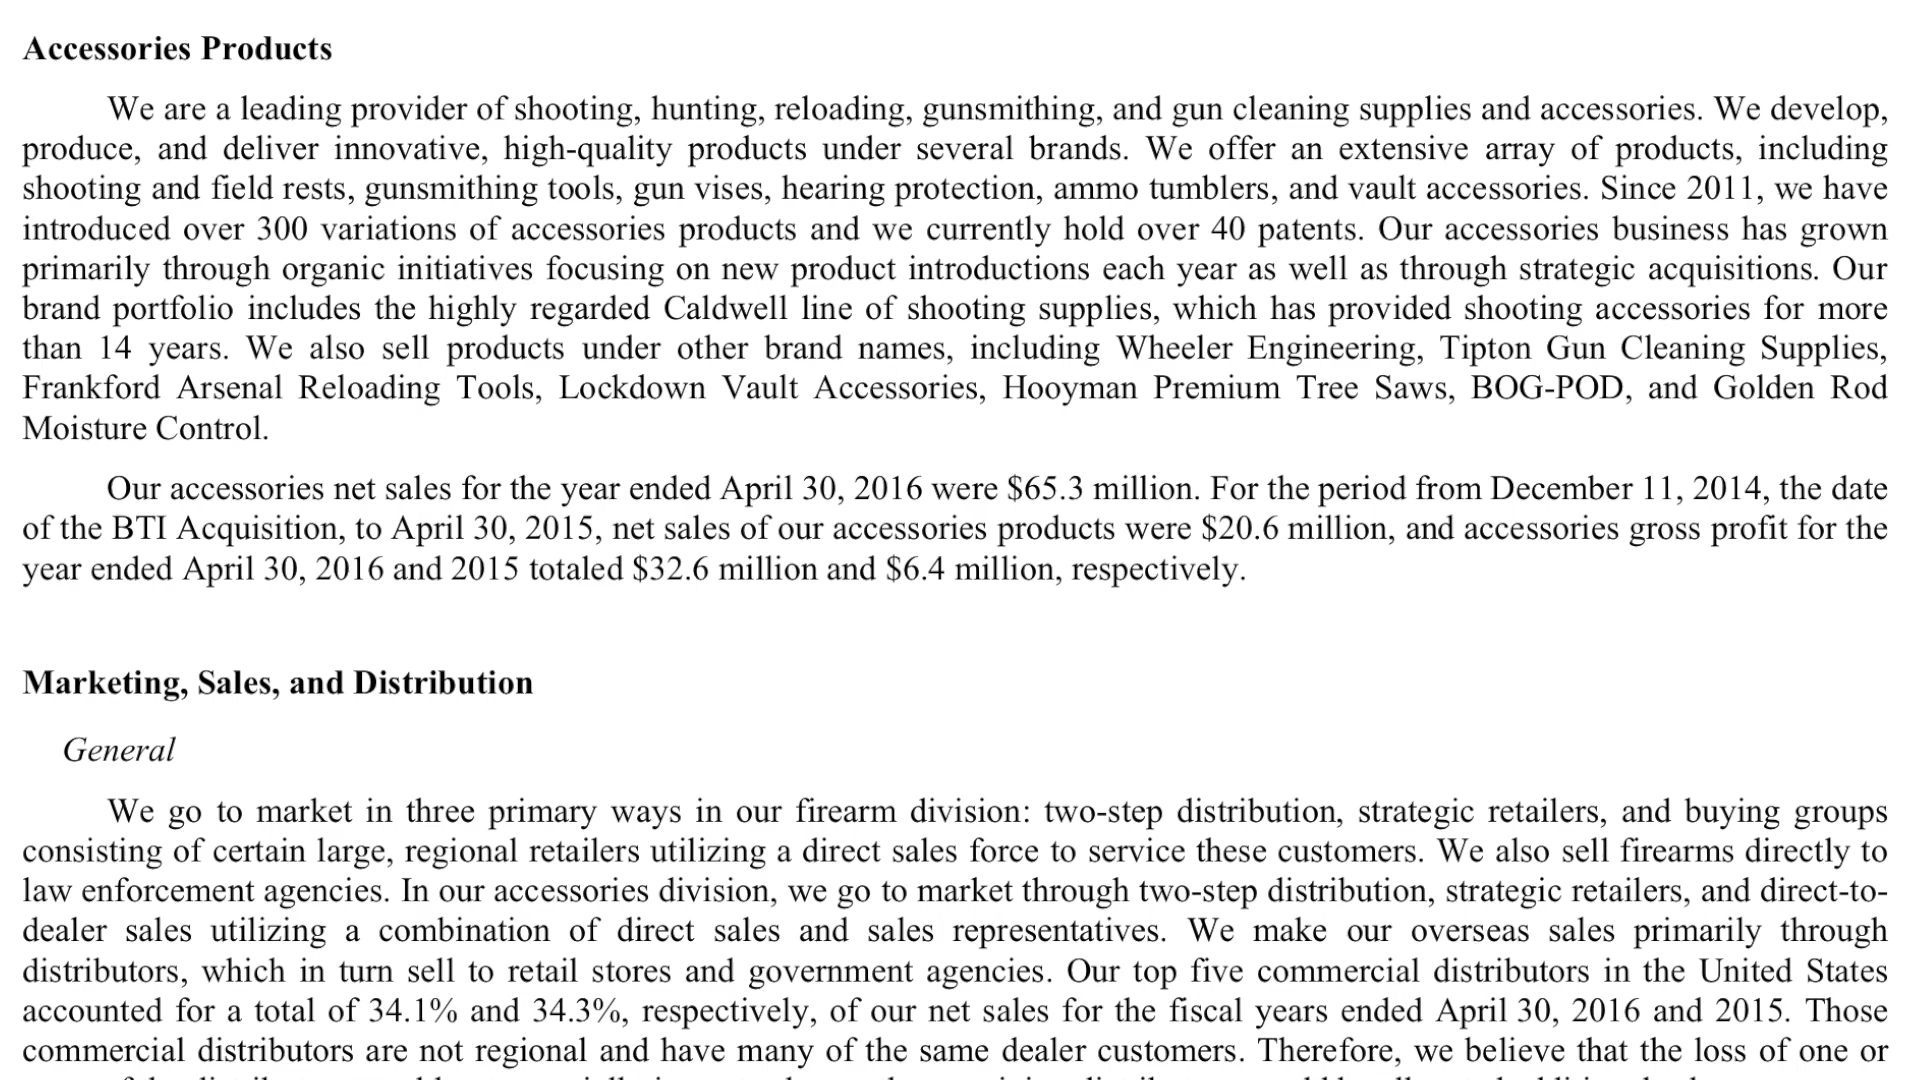 Accessories Products
We are a leading provider of shooting, hunting, reloading, gunsmithing, and gun cleaning supplies and accessories. We develop,
produce, and deliver innovative, high-quality products under several brands. We offer an extensive array of products, including
shooting and field rests, gunsmithing tools, gun vises, hearing protection, ammo tumblers, and vault accessories. Since 2011, we have
introduced over 300 variations of accessories products and we currently hold over 40 patents. Our accessories business has grown
primarily through organic initiatives focusing on new product introductions each year as well as through strategic acquisitions. Our
brand portfolio includes the highly regarded Caldwell line of shooting supplies, which has provided shooting accessories for more
than 14 years. We also sell products under other brand names, including Wheeler Engineering, Tipton Gun Cleaning Supplies,
Frankford Arsenal Reloading Tools, Lockdown Vault Accessories, Hooyman Premium Tree Saws, BOG-POD, and Golden Rod
Moisture Control.
Our accessories net sales for the year ended April 30, 2016 were $65.3 million. For the period from December 11, 2014, the date
of the BTI Acquisition, to April 30, 2015, net sales of our accessories products were $20.6 million, and accessories gross profit for the
year ended April 30, 2016 and 2015 totaled $32.6 million and $6.4 million, respectively.
Marketing, Sales, and Distribution
General
We go to market in three primary ways in our firearm division: two-step distribution, strategic retailers, and buying groups
consisting of certain large, regional retailers utilizing a direct sales force to service these customers. We also sell firearms directly to
law enforcement agencies. In our accessories division, we go to market through two-step distribution, strategic retailers, and direct-to-
dealer sales utilizing a combination of direct sales and sales representatives. We make our overseas sales primarily through
distributors, which in turn sell to retail stores and government agencies. Our top five commercial distributors in the United States
accounted for a total of 34.1% and 34.3%, respectively, of our net sales for the fiscal years ended April 30, 2016 and 2015. Those
commercial distributors are not regional and have many of the same dealer customers. Therefore, we believe that the loss of one or